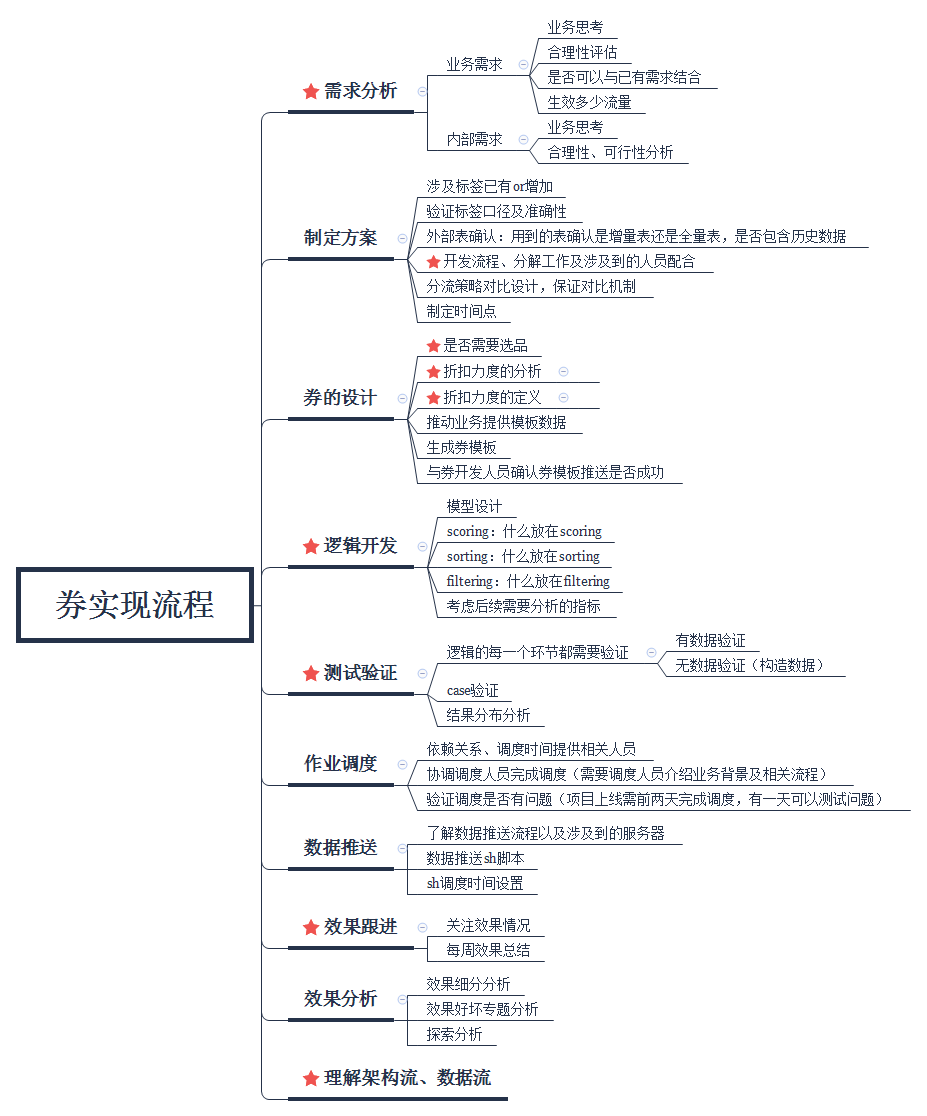 券实现流程
需求分析
业务需求
业务思考
合理性评估
是否可以与已有需求结合
生效多少流量
内部需求
业务思考
合理性、可行性分析
制定方案
涉及标签已有or增加
验证标签口径及准确性
外部表确认：用到的表确认是增量表还是全量表，是否包含历史数据
开发流程、分解工作及涉及到的人员配合
分流策略对比设计，保证对比机制
制定时间点
券的设计
是否需要选品
折扣力度的分析
折扣力度的定义
推动业务提供模板数据
生成券模板
与券开发人员确认券模板推送是否成功
逻辑开发
模型设计
scoring：什么放在scoring
sorting：什么放在sorting
filtering：什么放在filtering
考虑后续需要分析的指标
测试验证
逻辑的每一个环节都需要验证
有数据验证
无数据验证（构造数据）
case验证
结果分布分析
作业调度
依赖关系、调度时间提供相关人员
协调调度人员完成调度（需要调度人员介绍业务背景及相关流程）
验证调度是否有问题（项目上线需前两天完成调度，有一天可以测试问题）
数据推送
了解数据推送流程以及涉及到的服务器
数据推送sh脚本
sh调度时间设置
效果跟进
关注效果情况
每周效果总结
效果分析
效果细分分析
效果好坏专题分析
探索分析
理解架构流、数据流